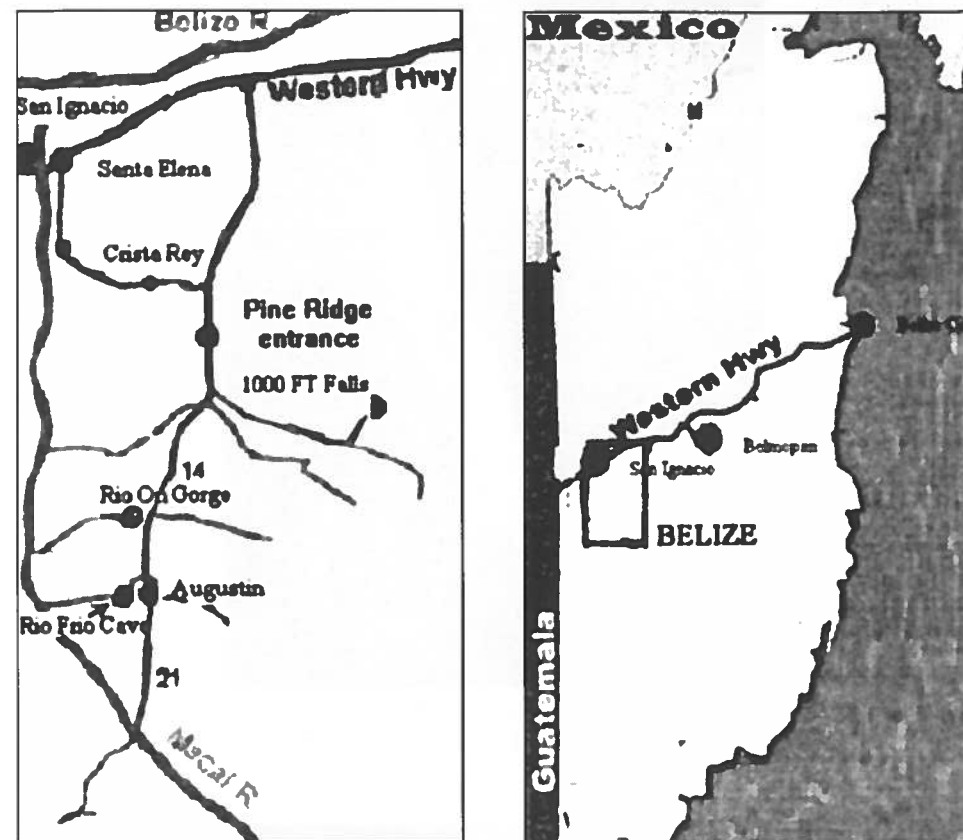 Belize R
Western Hwy
San Ignacio
Santa Elena
Crista Rey
Pine Ridge
entrance
1000 FT Falls
14
Rio On Gorge
Augustin
Rio Frio Cave
21
Macal R
Mexico
Western Hwy
Belmopan
San Ignacio
BELIZE
Guatemala